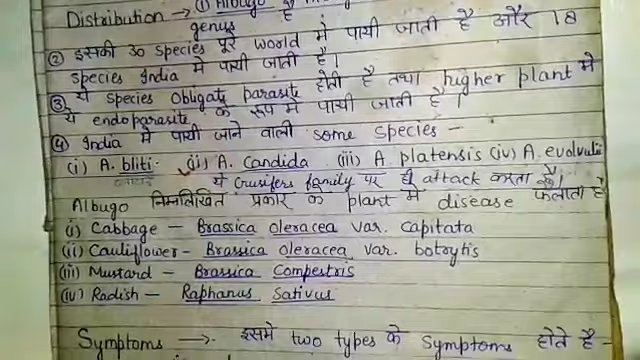 Distribution → (1) Albugo
genus
② इसकी 30 species पूरे world में पायी जाती है और 18
species India मे पायी जाती है।
③ ये species obligate parasite होती है तथा higher plant में
ये endoparasite के रूप में पायी जाती है।
④ India में पायी जाने वाली some species —
(i) A. bliti (ii) A. Candida (iii) A platensis (iv) A. evolvuli
ये Crusifers family पर ही attack करता है।
Albugo निम्नलिखित प्रकार के plant में disease फैलाता है
(i) Cabbage - Brassica oleracea var. capitata
(ii) Cauliflower - Brassica oleracea var. botrytis
(iii) Mustard - Brassica Compestris
(iv) Radish - Raphanus Sativus
Symptoms → इसमें two types के symptoms होते है -